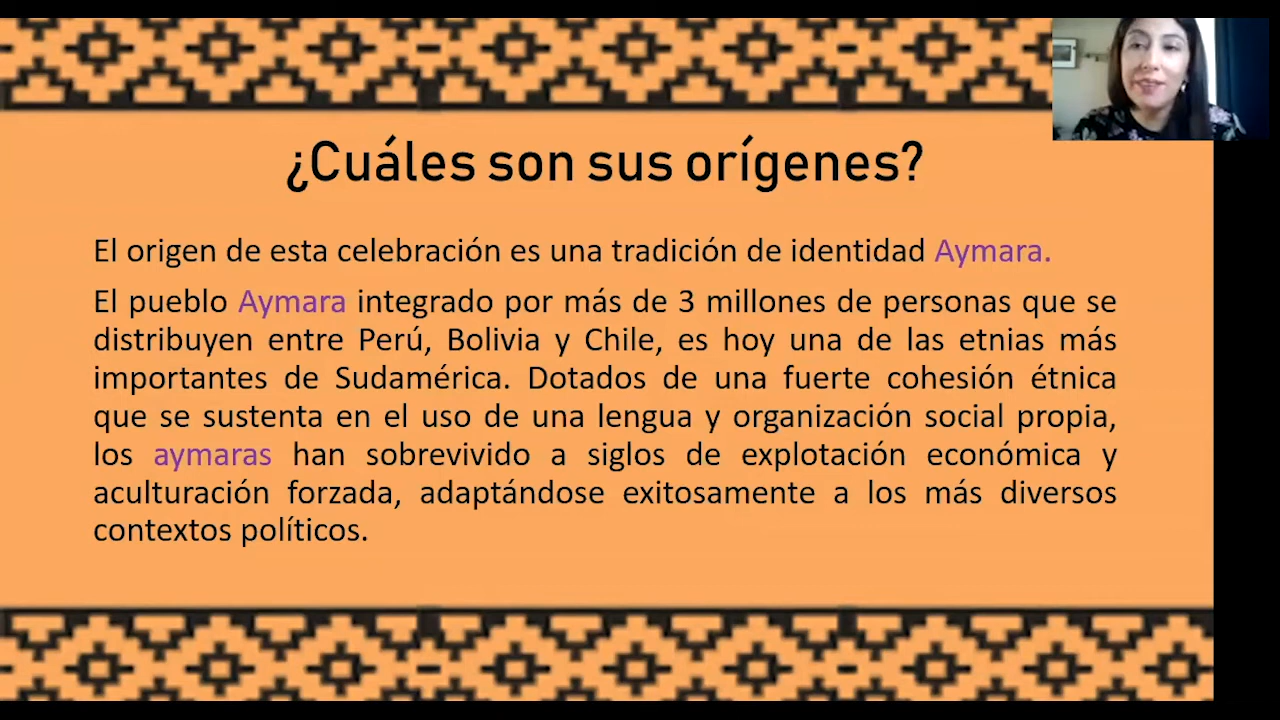 ¿Cuáles son sus orígenes?
El origen de esta celebración es una tradición de identidad Aymara.
El pueblo Aymara integrado por más de 3 millones de personas que se
distribuyen entre Perú, Bolivia y Chile, es hoy una de las etnias más
importantes de Sudamérica. Dotados de una fuerte cohesión étnica
que se sustenta en el uso de una lengua y organización social propia,
los aymaras han sobrevivido a siglos de explotación económica y
aculturación forzada, adaptándose exitosamente a los más diversos
contextos políticos.